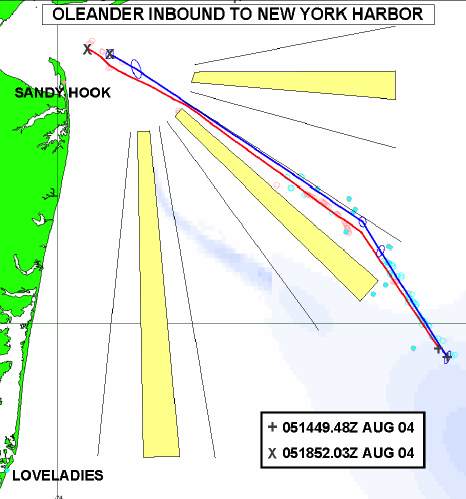 OLEANDER INBOUND TO NEW YORK HARBOR
SANDY HOOK
+ 051449.48Z AUG 04
x 051852.03Z AUG 04
LOVELADIES